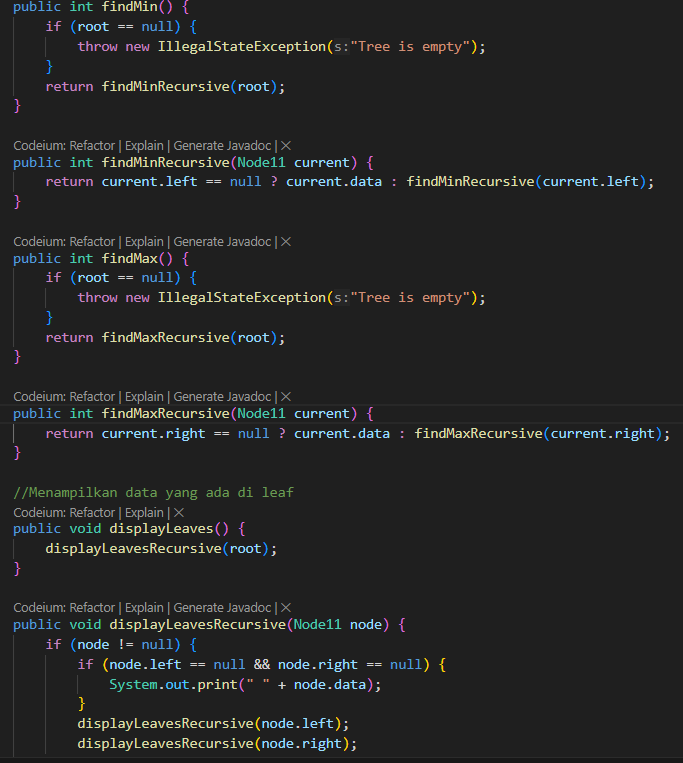 public int findMin() {
if (root == null) {
throw new IllegalStateException(s:"Tree is empty");
}
return findMinRecursive(root);
}
Codeium: Refactor | Explain | Generate Javadoc | ×
public int findMinRecursive(Node11 current) {
return current.left == null ? current.data : findMinRecursive(current.left);
}
Codeium: Refactor | Explain | Generate Javadoc | ×
public int findMax() {
if (root == null) {
throw new IllegalStateException(s:"Tree is empty");
}
return findMaxRecursive(root);
}
Codeium: Refactor | Explain | Generate Javadoc | ×
public int findMaxRecursive(Node11 current) {
return current.right == null ? current.data : findMaxRecursive(current.right);
}
//Menampilkan data yang ada di leaf
Codeium: Refactor | Explain | ×
public void displayLeaves() {
displayLeavesRecursive(root);
}
Codeium: Refactor | Explain | Generate Javadoc | ×
public void displayLeavesRecursive(Node11 node) {
if (node != null) {
if (node.left == null && node.right == null) {
System.out.print(" " + node.data);
}
displayLeavesRecursive(node.left);
displayLeavesRecursive(node.right);